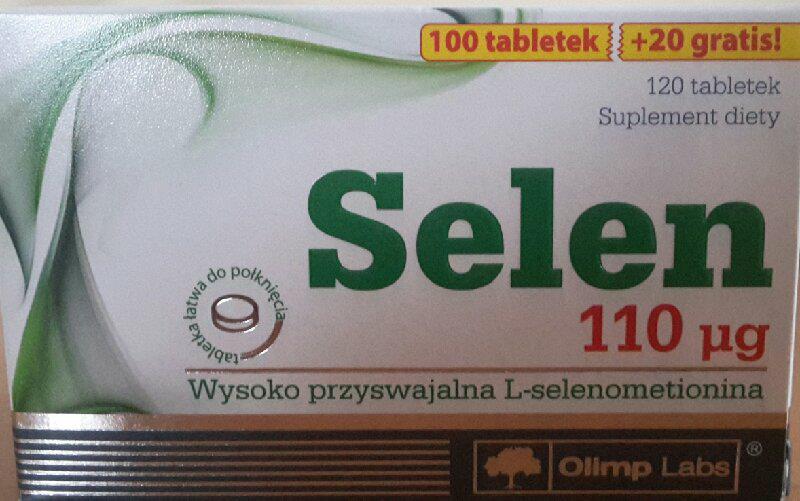 100 tabletek +20 gratis!
120 tabletek
Suplement diety
Selen
110 µg
tabletka łatwa do połknięcia
Wysoko przyswajalna L-selenometionina
Olimp Labs®